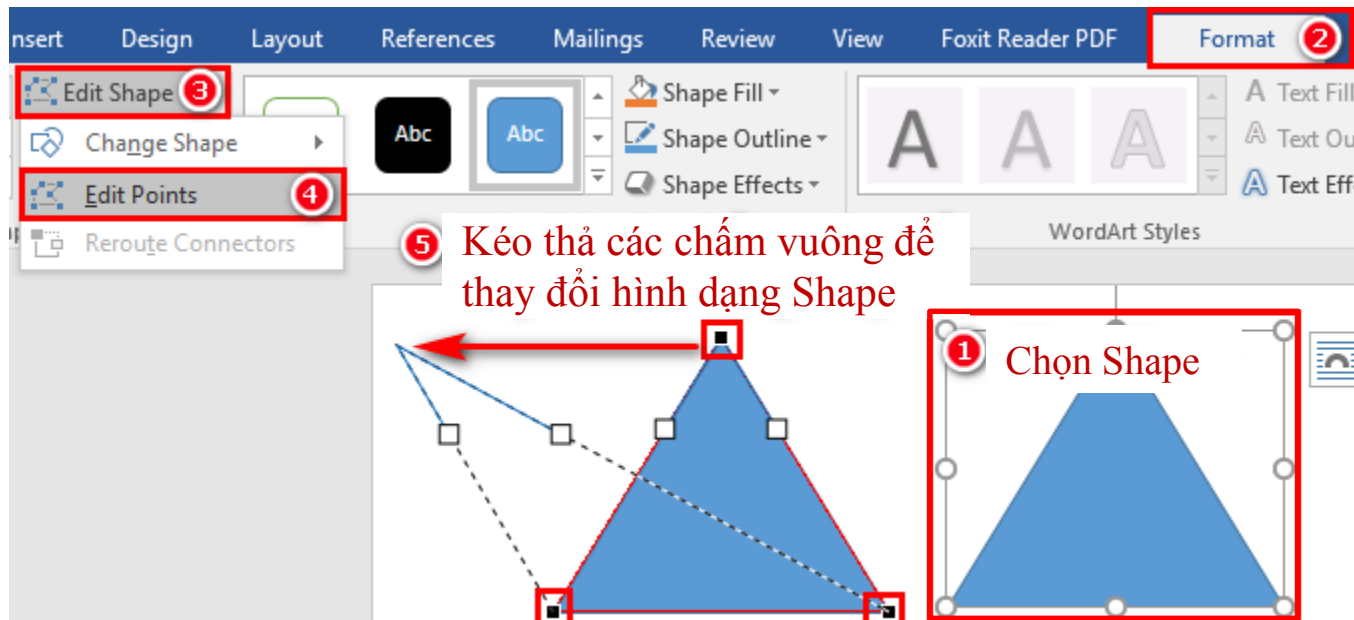 nsert Design Layout References Mailings Review View Foxit Reader PDF Format 2
Edit Shape 3
Change Shape
Edit Points 4
Reroute Connectors
Abc Abc
Shape Fill
Shape Outline
Shape Effects
A A A
A Text Fill
A Text Ou
A Text Eff
WordArt Styles
5 Kéo thả các chấm vuông để
thay đổi hình dạng Shape
1 Chọn Shape